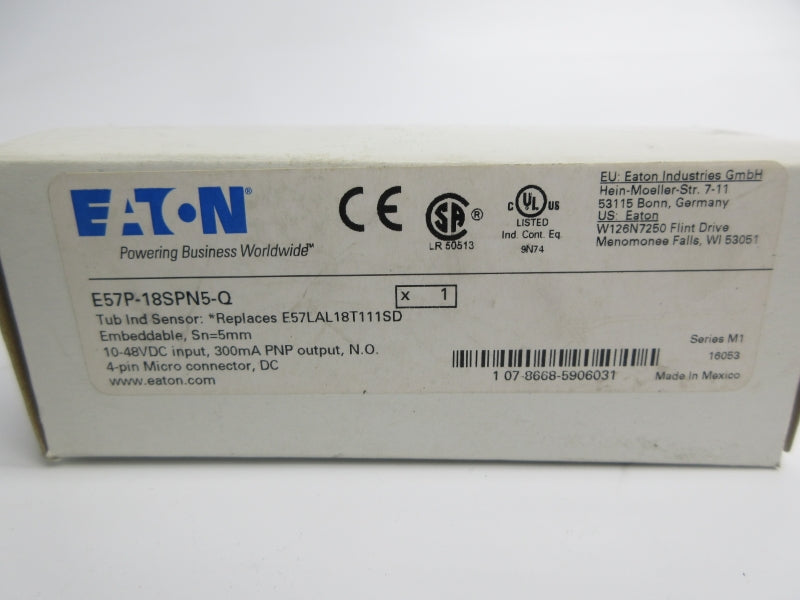 EATON®
Powering Business Worldwide™
CE
SA ®
LR 50513
c UL US
LISTED
Ind. Cont. Eq.
9N74
EU: Eaton Industries GmbH
Hein-Moeller-Str. 7-11
53115 Bonn, Germany
US: Eaton
W126N7250 Flint Drive
Menomonee Falls, WI 53051
E57P-18SPN5-Q
x 1
Tub Ind Sensor: *Replaces E57LAL18T111SD
Embeddable, Sn=5mm
10-48VDC input, 300mA PNP output, N.O.
4-pin Micro connector, DC
www.eaton.com
1 07-8668-5906031
Series M1
16053
Made in Mexico